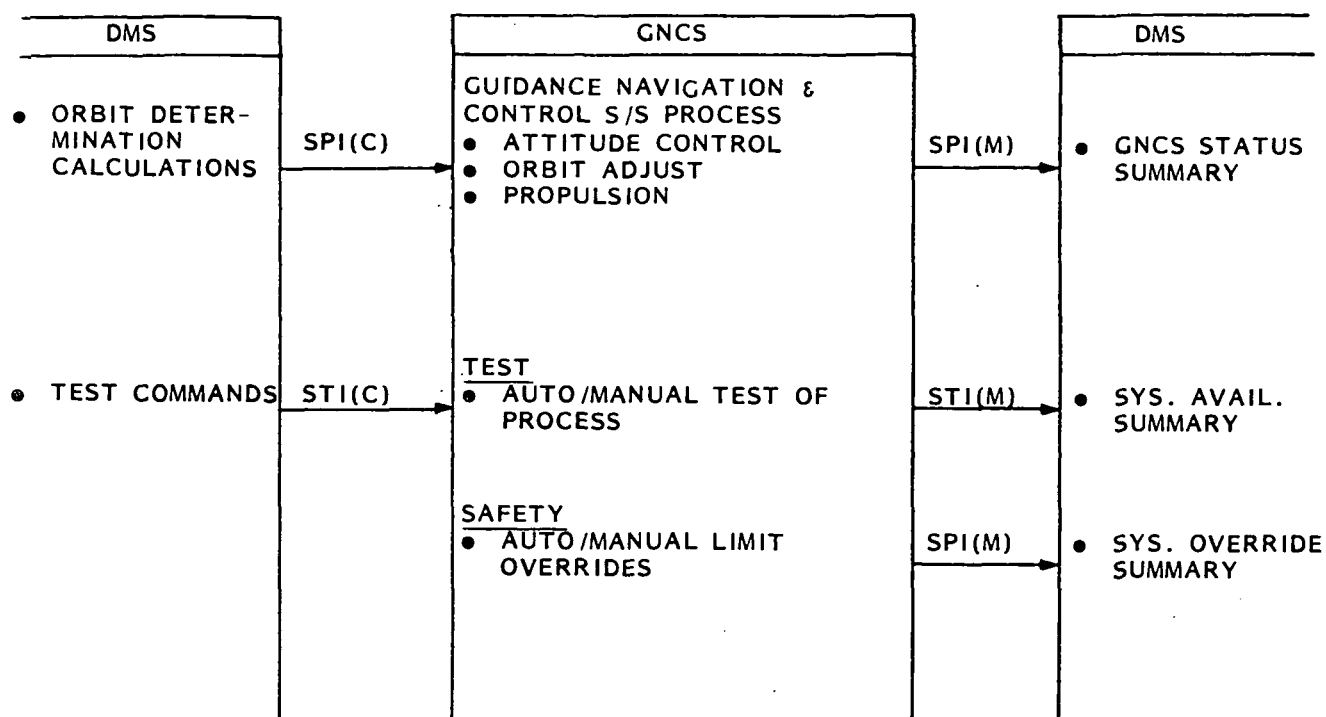 DMS
GNCS
DMS
● ORBIT DETER-
MINATION
CALCULATIONS
SPI(C)
GUIDANCE NAVIGATION &
CONTROL S/S PROCESS
● ATTITUDE CONTROL
● ORBIT ADJUST
● PROPULSION
SPI(M)
● GNCS STATUS
SUMMARY
● TEST COMMANDS
STI(C)
TEST
● AUTO/MANUAL TEST OF
PROCESS
STI(M)
● SYS. AVAIL.
SUMMARY
SAFETY
● AUTO/MANUAL LIMIT
OVERRIDES
SPI(M)
● SYS. OVERRIDE
SUMMARY